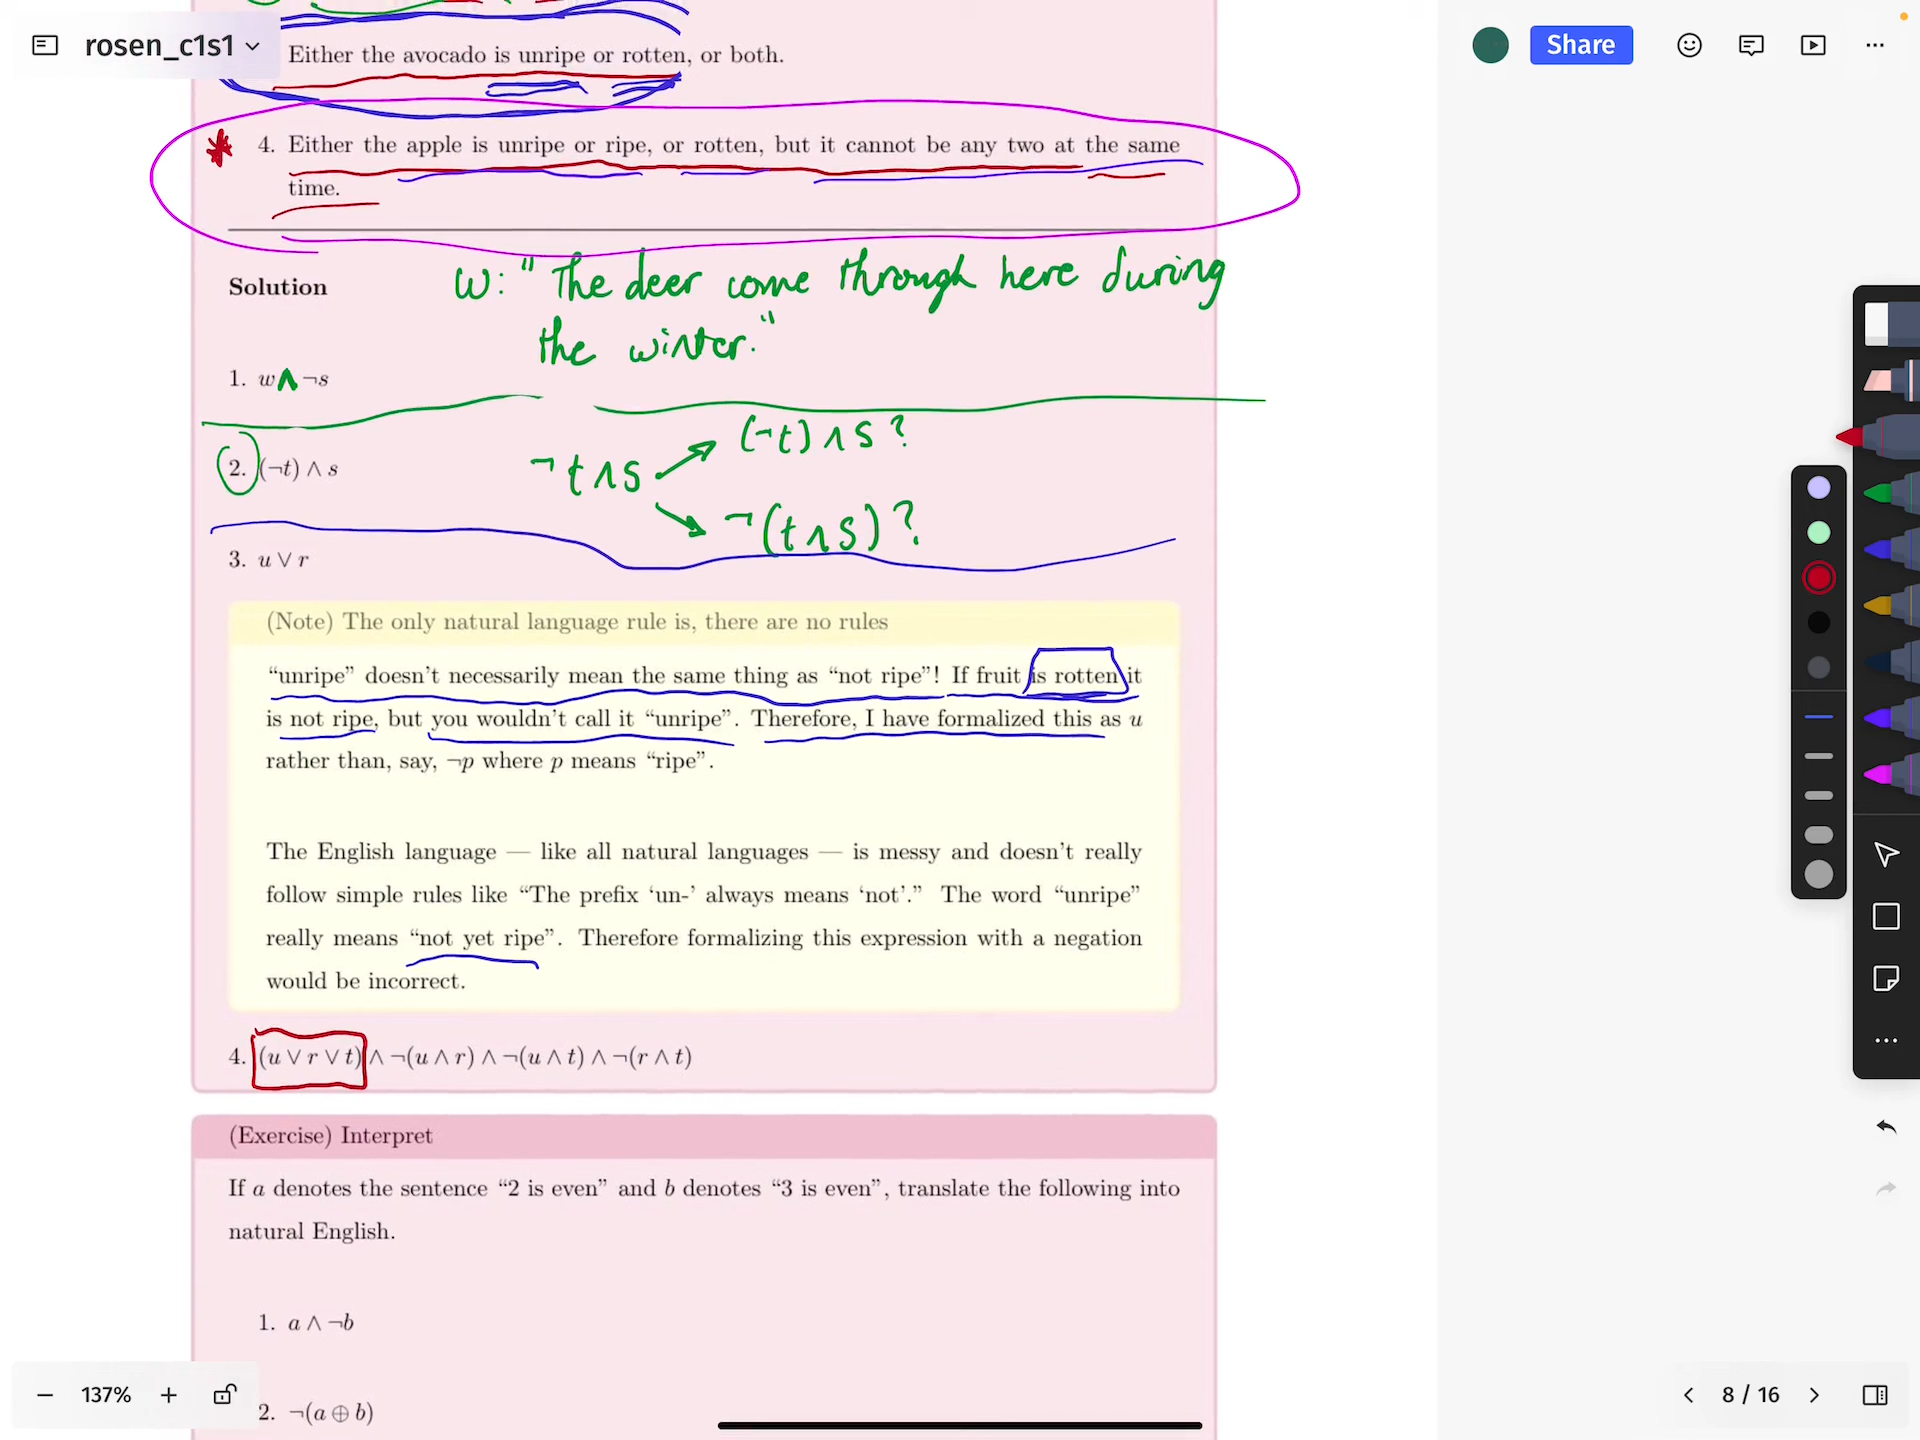 rosen_c1s1
Share
Either the avocado is unripe or rotten, or both.
4. Either the apple is unripe or ripe, or rotten, but it cannot be any two at the same
time.
Solution
w: "The deer come through here during
the winter."
1. w ∧ ¬s
2. (¬t) ∧ s
¬t∧s
(¬t)∧s?
¬(t∧s)?
3. u ∨ r
(Note) The only natural language rule is, there are no rules
“unripe” doesn’t necessarily mean the same thing as “not ripe”! If fruit is rotten it
is not ripe, but you wouldn’t call it “unripe”. Therefore, I have formalized this as u
rather than, say, ¬p where p means “ripe”.
The English language — like all natural languages — is messy and doesn’t really
follow simple rules like “The prefix ‘un-’ always means ‘not’.” The word “unripe”
really means “not yet ripe”. Therefore formalizing this expression with a negation
would be incorrect.
4. (u ∨ r ∨ t) ∧ ¬(u ∧ r) ∧ ¬(u ∧ t) ∧ ¬(r ∧ t)
(Exercise) Interpret
If a denotes the sentence “2 is even” and b denotes “3 is even”, translate the following into
natural English.
1. a ∧ ¬b
2. ¬(a ⊕ b)
137%
8 / 16